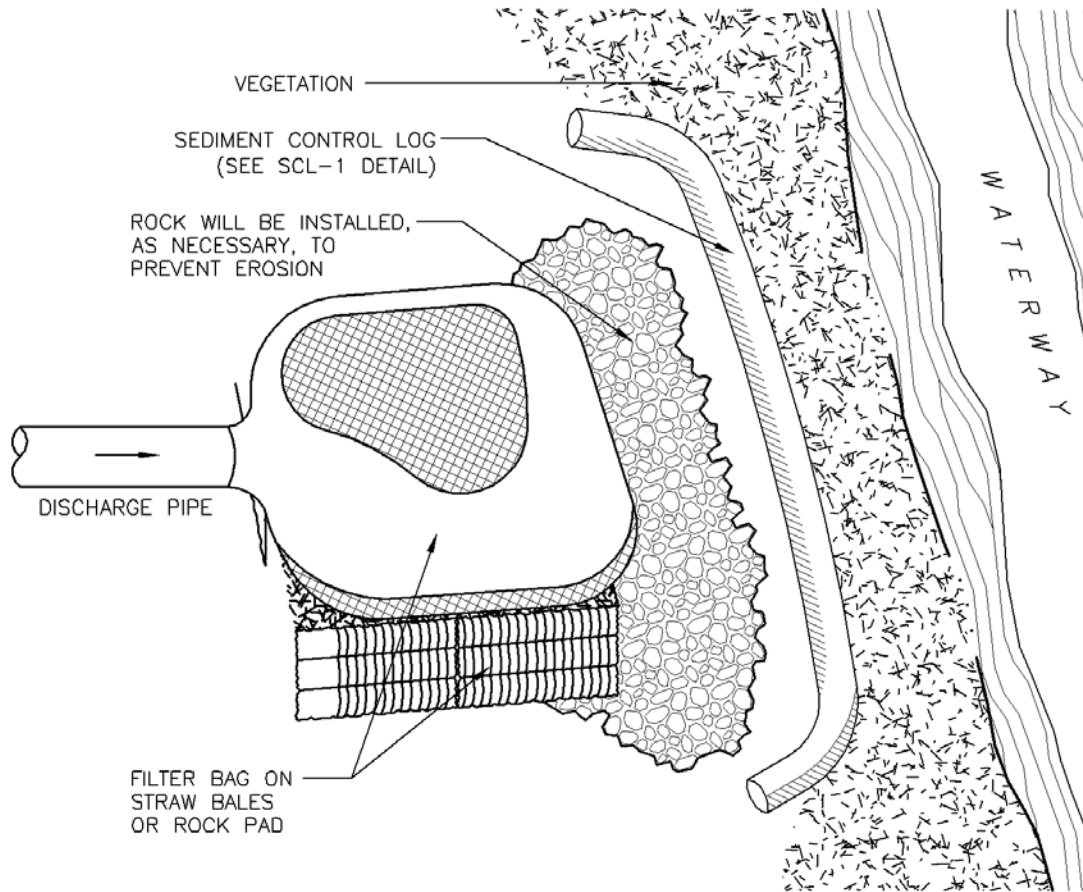 VEGETATION
SEDIMENT CONTROL LOG
(SEE SCL-1 DETAIL)
ROCK WILL BE INSTALLED,
AS NECESSARY, TO
PREVENT EROSION
WATERWAY
DISCHARGE PIPE
FILTER BAG ON
STRAW BALES
OR ROCK PAD